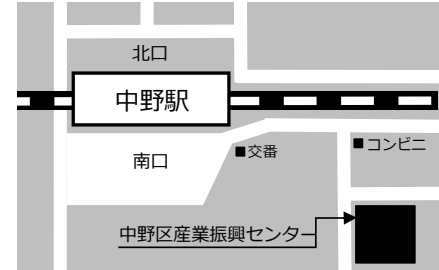 北口
中野駅
南口
■交番
■コンビニ
中野区産業振興センター